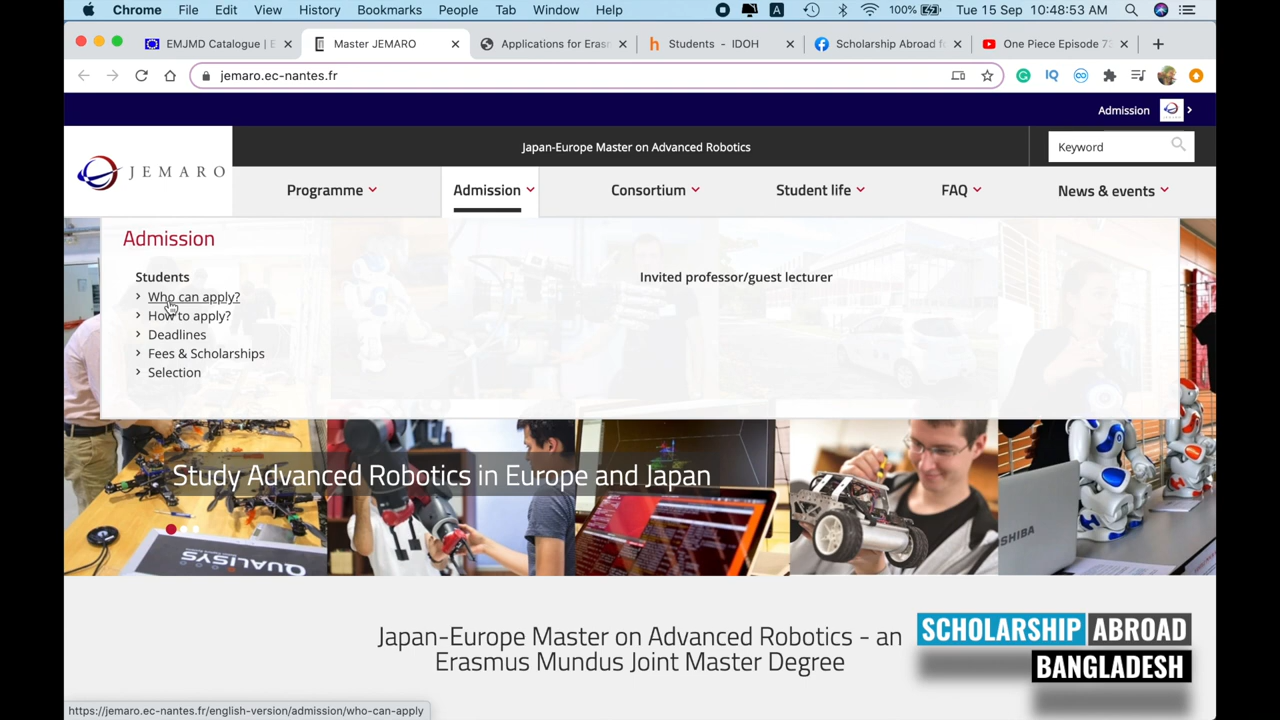 Chrome File Edit View History Bookmarks People Tab Window Help A 100% Tue 15 Sep 10:48:53 AM
EMJMD Catalogue | E Master JEMARO Applications for Erasm Students - IDOH Scholarship Abroad fo One Piece Episode 73
jemaro.ec-nantes.fr IQ
Admission
JEMARO
Japan-Europe Master on Advanced Robotics
Keyword
Programme Admission Consortium Student life FAQ News & events
Admission
Students Invited professor/guest lecturer
Who can apply?
How to apply?
Deadlines
Fees & Scholarships
Selection
Study Advanced Robotics in Europe and Japan
QUALISYS
TOSHIBA
Japan-Europe Master on Advanced Robotics - an
Erasmus Mundus Joint Master Degree
SCHOLARSHIP ABROAD
BANGLADESH
https://jemaro.ec-nantes.fr/english-version/admission/who-can-apply